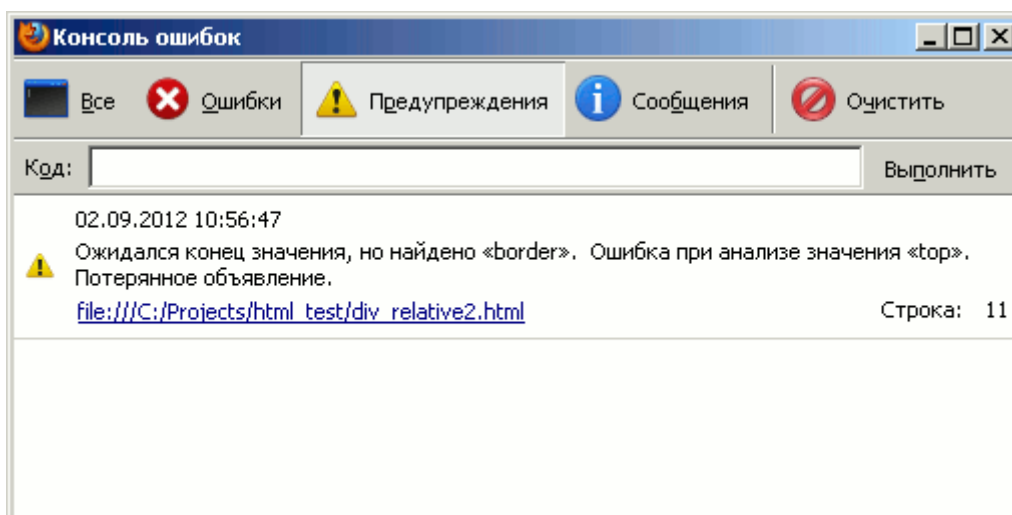 Консоль ошибок
Все Ошибки Предупреждения Сообщения Очистить
Код: Выполнить
02.09.2012 10:56:47
Ожидался конец значения, но найдено «border». Ошибка при анализе значения «top».
Потерянное объявление.
file:///C:/Projects/html_test/div_relative2.html Строка: 11